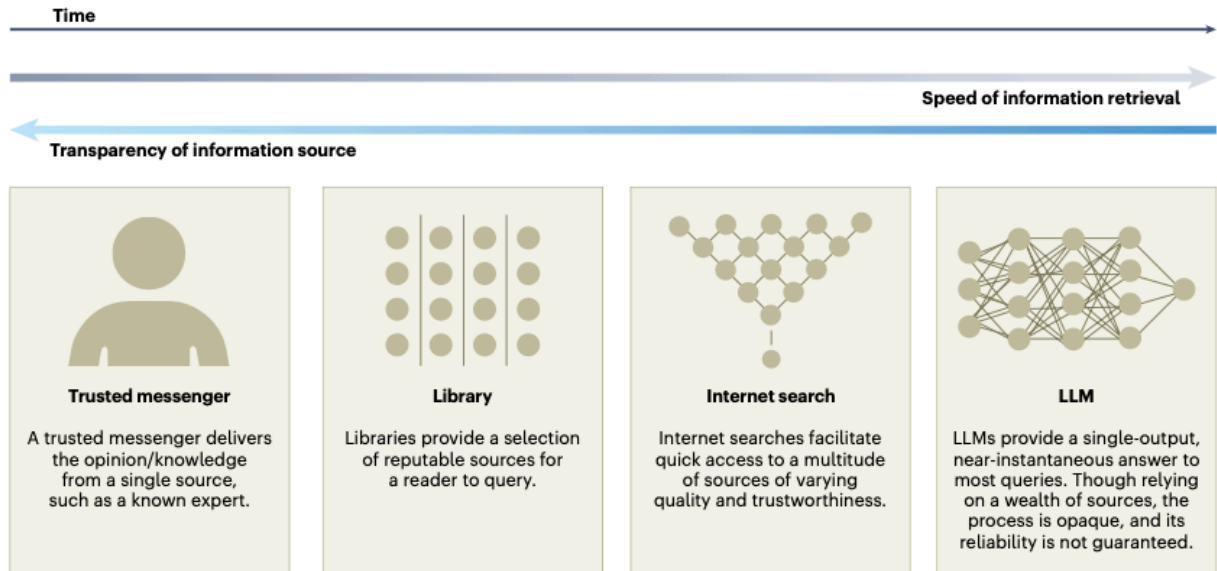 Time
Speed of information retrieval
Transparency of information source
Trusted messenger
A trusted messenger delivers
the opinion/knowledge
from a single source,
such as a known expert.
Library
Libraries provide a selection
of reputable sources for
a reader to query.
Internet search
Internet searches facilitate
quick access to a multitude
of sources of varying
quality and trustworthiness.
LLM
LLMs provide a single-output,
near-instantaneous answer to
most queries. Though relying
on a wealth of sources, the
process is opaque, and its
reliability is not guaranteed.